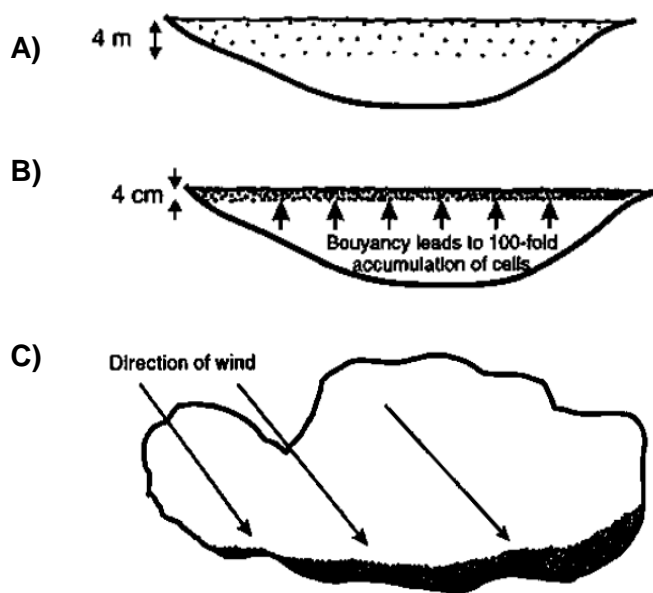 A)
4 m
B)
4 cm
Bouyancy leads to 100-fold
accumulation of cells
C)
Direction of wind